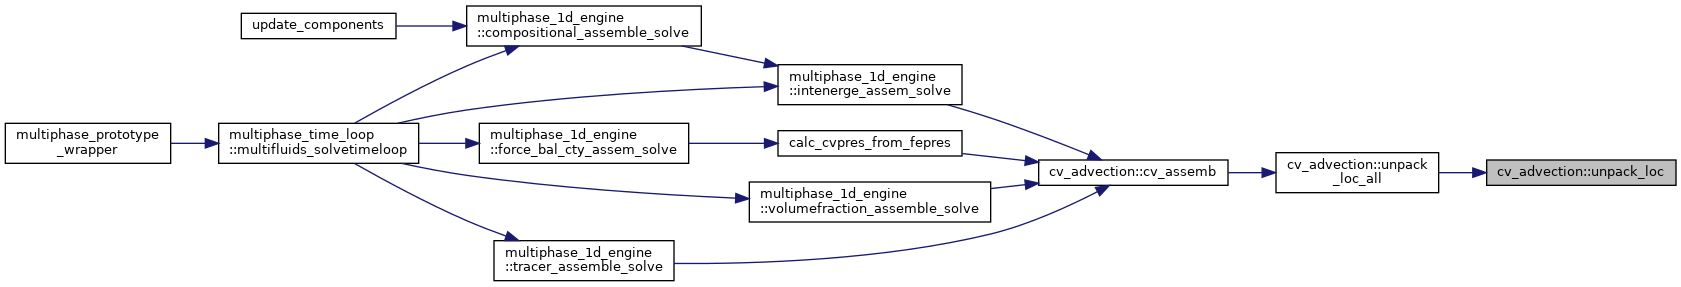 update_components
multiphase_1d_engine
::compositional_assemble_solve
multiphase_1d_engine
::intenerge_assem_solve
multiphase_prototype
_wrapper
multiphase_time_loop
::multifluids_solvetimeloop
multiphase_1d_engine
::force_bal_cty_assem_solve
calc_cvpres_from_fepres
cv_advection::cv_assemb
cv_advection::unpack
_loc_all
cv_advection::unpack_loc
multiphase_1d_engine
::volumefraction_assemble_solve
multiphase_1d_engine
::tracer_assemble_solve